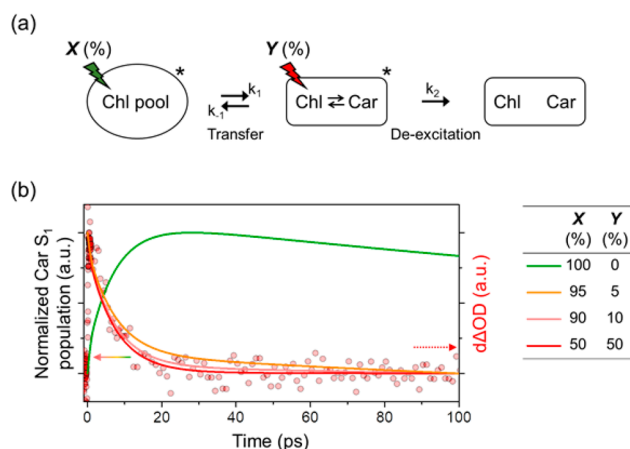 (a)
X (%)
Y (%)
*
*
Chl pool
k1
k-1
Transfer
Chl ⇄ Car
k2
De-excitation
Chl Car
(b)
Normalized Car S1
population (a.u.)
dΔOD (a.u.)
0 20 40 60 80 100
Time (ps)
X Y
(%) (%)
100 0
95 5
90 10
50 50